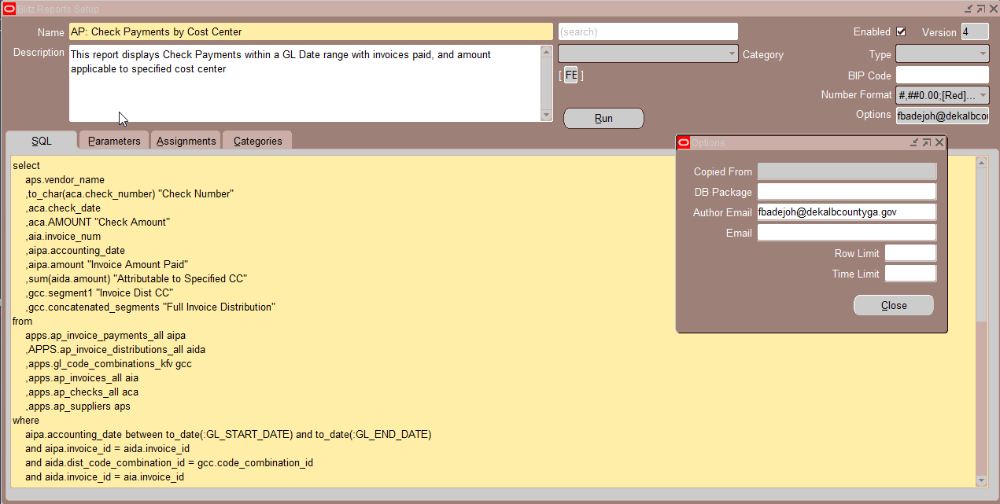 Blitz Reports Setup
Name AP: Check Payments by Cost Center (search) Enabled Version 4
Description This report displays Check Payments within a GL Date range with invoices paid, and amount applicable to specified cost center
Category Type
[ FE ] BIP Code
Number Format #,##0.00;[Red]...
Run Options fbadejoh@dekalbcou
SQL Parameters Assignments Categories
select
aps.vendor_name
,to_char(aca.check_number) "Check Number"
,aca.check_date
,aca.AMOUNT "Check Amount"
,aia.invoice_num
,aipa.accounting_date
,aipa.amount "Invoice Amount Paid"
,sum(aida.amount) "Attributable to Specified CC"
,gcc.segment1 "Invoice Dist CC"
,gcc.concatenated_segments "Full Invoice Distribution"
from
apps.ap_invoice_payments_all aipa
,APPS.ap_invoice_distributions_all aida
,apps.gl_code_combinations_kfv gcc
,apps.ap_invoices_all aia
,apps.ap_checks_all aca
,apps.ap_suppliers aps
where
aipa.accounting_date between to_date(:GL_START_DATE) and to_date(:GL_END_DATE)
and aipa.invoice_id = aida.invoice_id
and aida.dist_code_combination_id = gcc.code_combination_id
and aida.invoice_id = aia.invoice_id
Options
Copied From
DB Package
Author Email fbadejoh@dekalbcountyga.gov
Email
Row Limit
Time Limit
Close